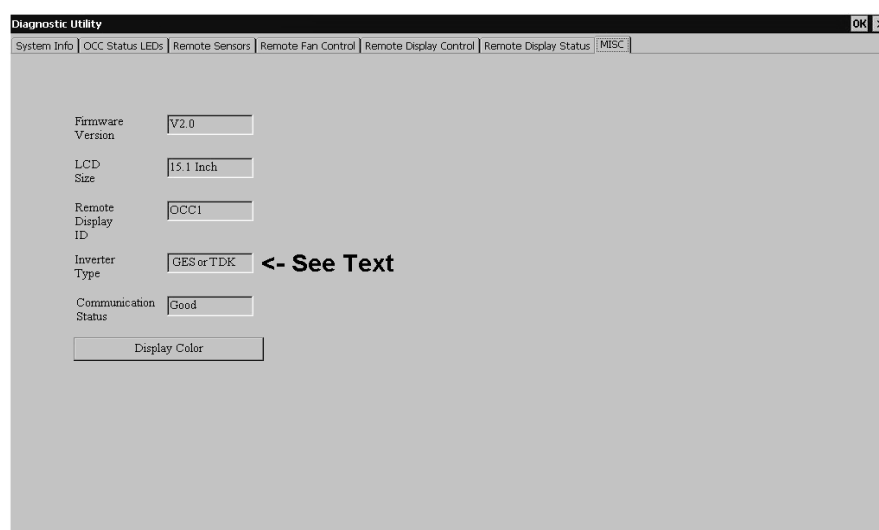 Diagnostic Utility OK
System Info OCC Status LEDs Remote Sensors Remote Fan Control Remote Display Control Remote Display Status MISC
Firmware
Version
V2.0
LCD
Size
15.1 Inch
Remote
Display
ID
OCC1
Inverter
Type
GES or TDK
<- See Text
Communication
Status
Good
Display Color